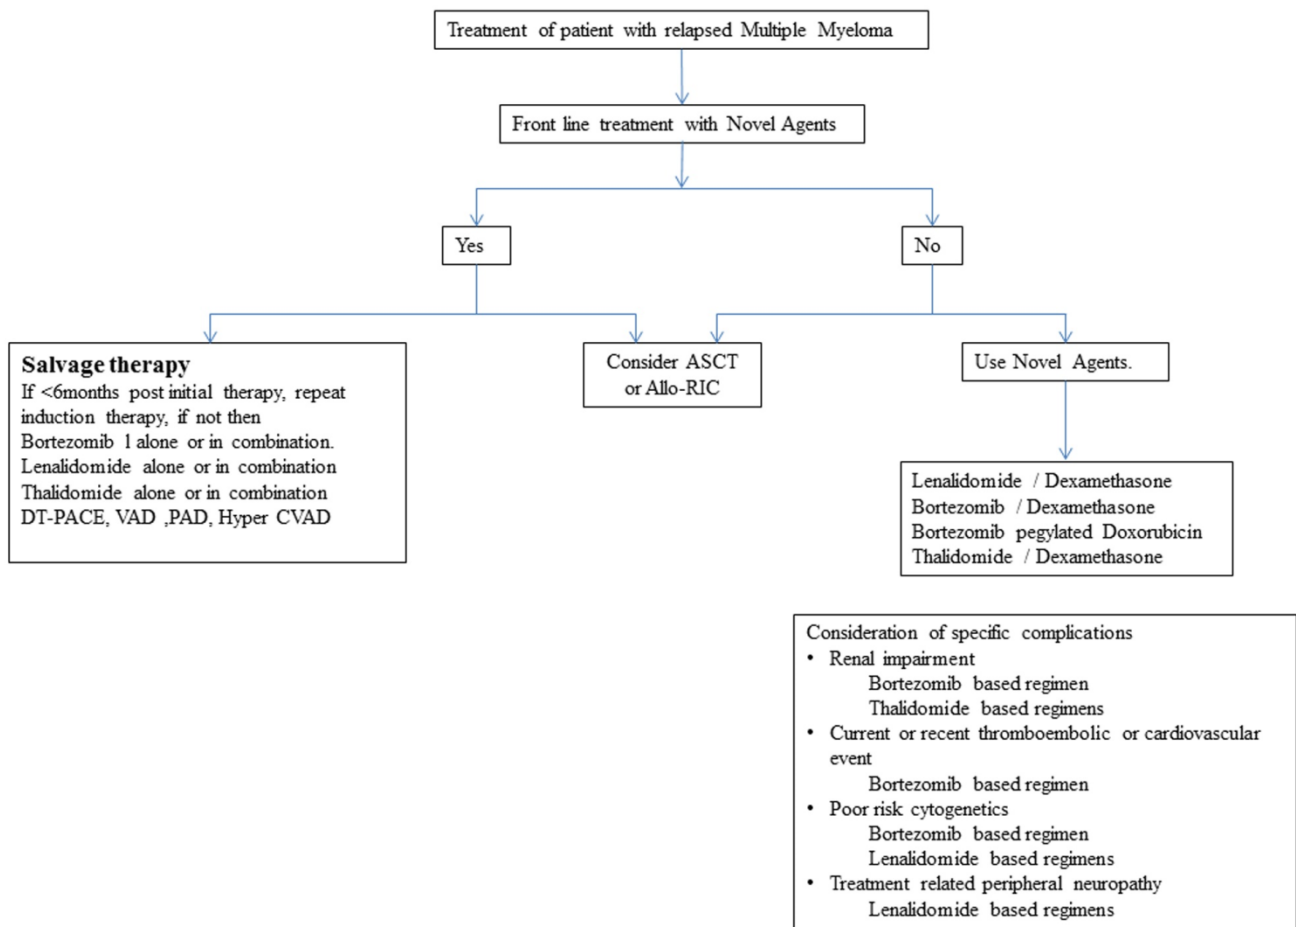 Treatment of patient with relapsed Multiple Myeloma
Front line treatment with Novel Agents
Yes
No
Salvage therapy
If <6months post initial therapy, repeat
induction therapy, if not then
Bortezomib 1 alone or in combination.
Lenalidomide alone or in combination
Thalidomide alone or in combination
DT-PACE, VAD ,PAD, Hyper CVAD
Consider ASCT
or Allo-RIC
Use Novel Agents.
Lenalidomide / Dexamethasone
Bortezomib / Dexamethasone
Bortezomib pegylated Doxorubicin
Thalidomide / Dexamethasone
Consideration of specific complications
• Renal impairment
Bortezomib based regimen
Thalidomide based regimens
• Current or recent thromboembolic or cardiovascular
event
Bortezomib based regimen
• Poor risk cytogenetics
Bortezomib based regimen
Lenalidomide based regimens
• Treatment related peripheral neuropathy
Lenalidomide based regimens